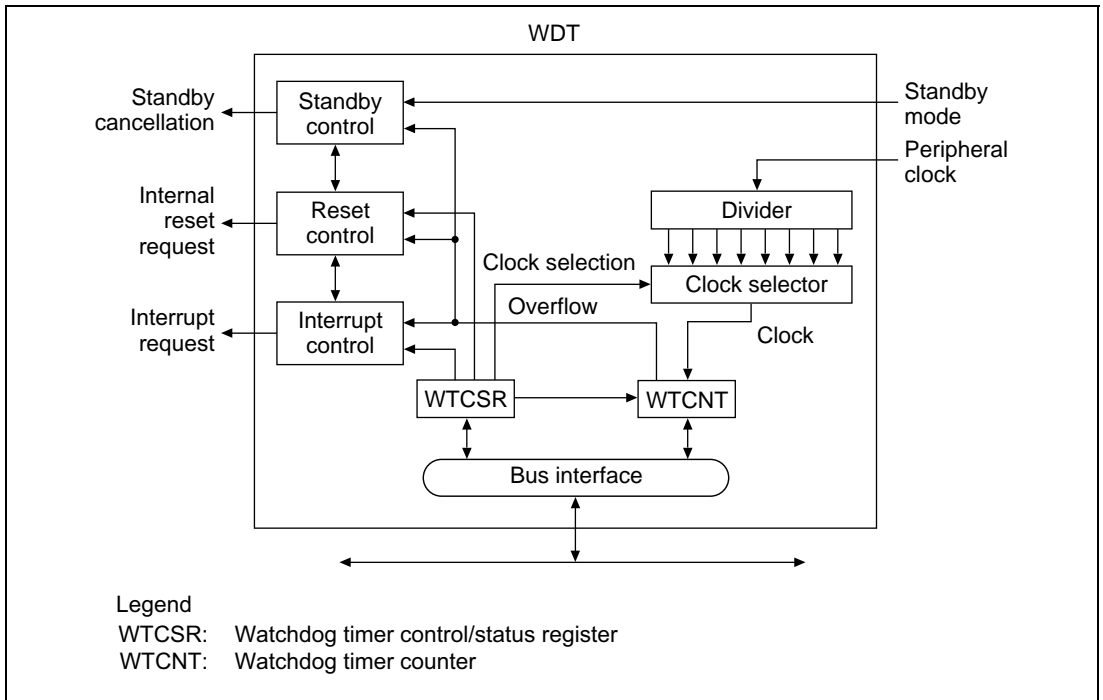 WDT
Standby
cancellation
Standby
control
Standby
mode
Peripheral
clock
Internal
reset
request
Reset
control
Divider
Clock selection
Clock selector
Overflow
Interrupt
request
Interrupt
control
Clock
WTCSR
WTCNT
Bus interface
Legend
WTCSR: Watchdog timer control/status register
WTCNT: Watchdog timer counter